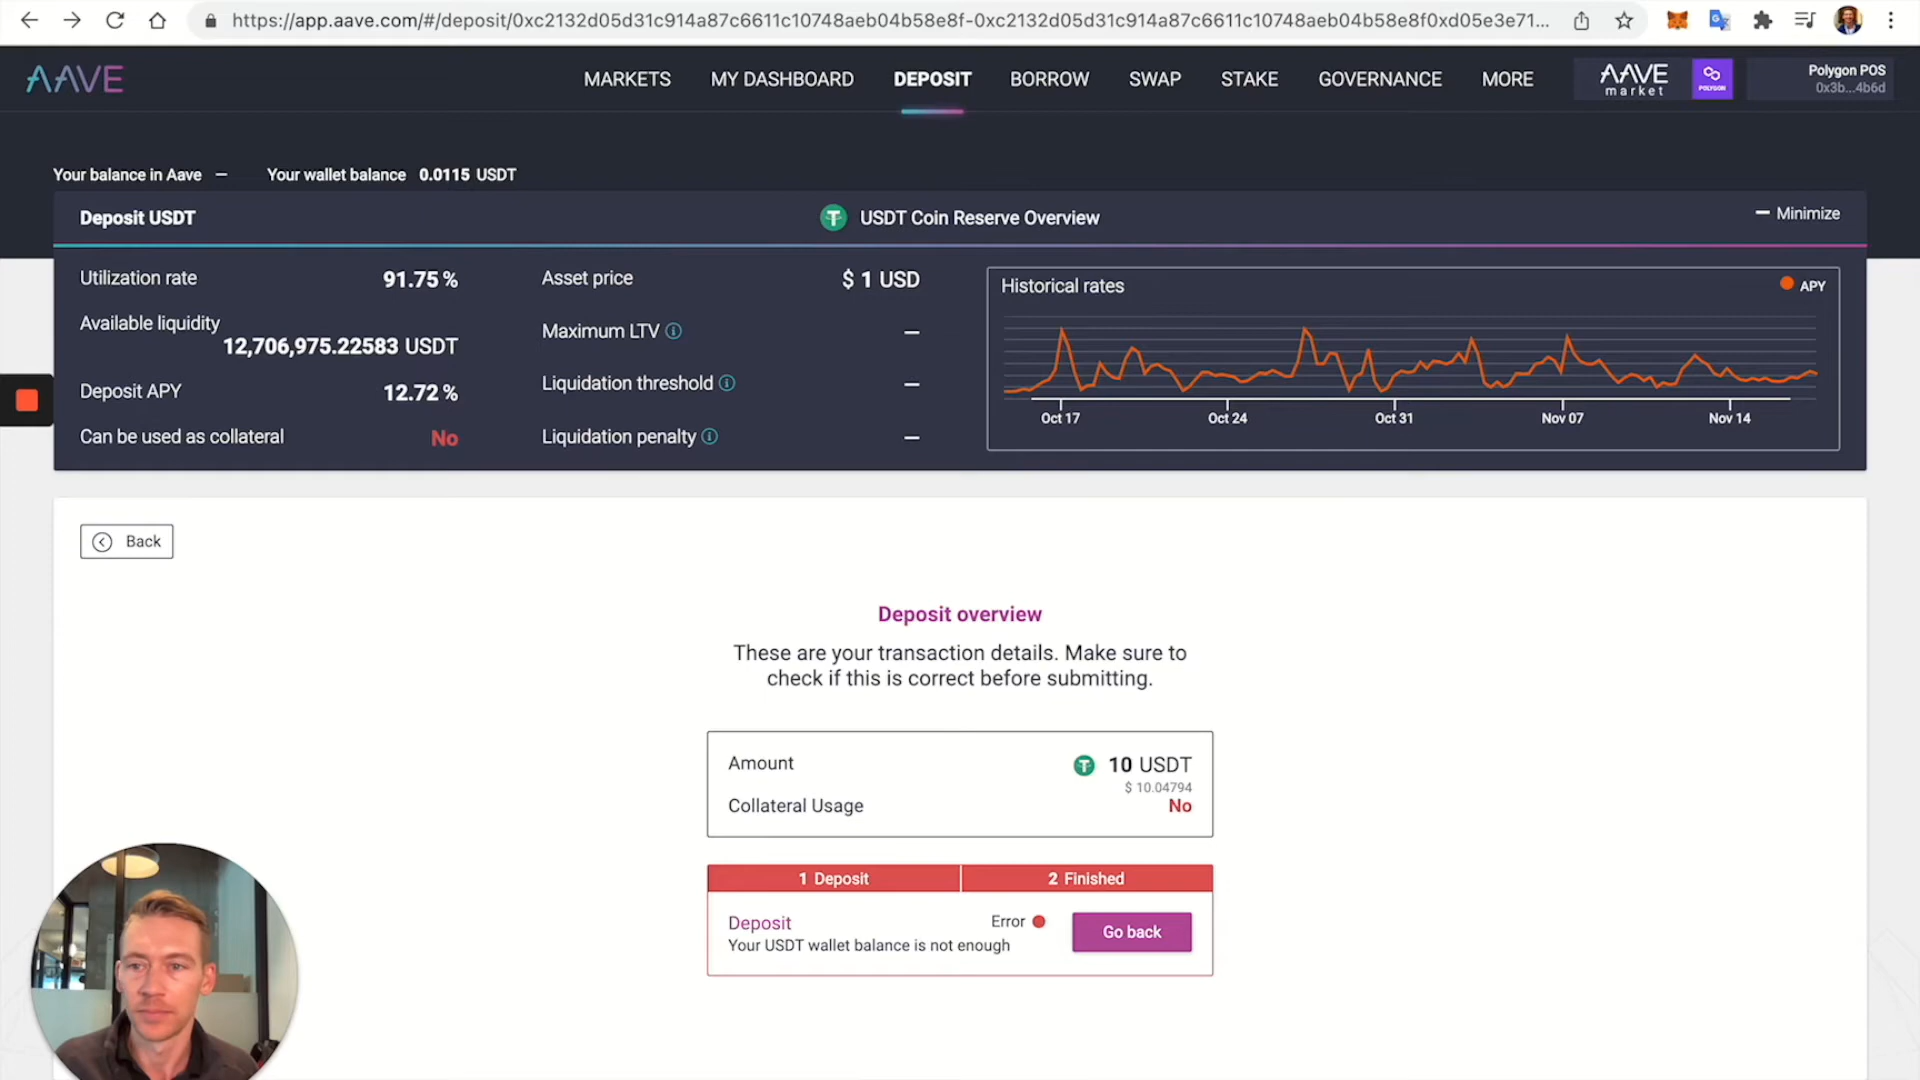 https://app.aave.com/#/deposit/0xc2132d05d31c914a87c6611c10748aeb04b58e8f-0xc2132d05d31c914a87c6611c10748aeb04b58e8f0xd05e3e71...
AAVE
MARKETS
MY DASHBOARD
DEPOSIT
BORROW
SWAP
STAKE
GOVERNANCE
MORE
AAVE
market
POLYGON
Polygon POS
0x3b...4b6d
Your balance in Aave –
Your wallet balance 0.0115 USDT
Deposit USDT
USDT Coin Reserve Overview
– Minimize
Utilization rate 91.75 %
Available liquidity
12,706,975.22583 USDT
Deposit APY 12.72 %
Can be used as collateral No
Asset price $ 1 USD
Maximum LTV –
Liquidation threshold –
Liquidation penalty –
Historical rates
APY
Oct 17 Oct 24 Oct 31 Nov 07 Nov 14
Back
Deposit overview
These are your transaction details. Make sure to
check if this is correct before submitting.
Amount 10 USDT
$ 10.04794
Collateral Usage No
1 Deposit
2 Finished
Deposit
Error
Your USDT wallet balance is not enough
Go back